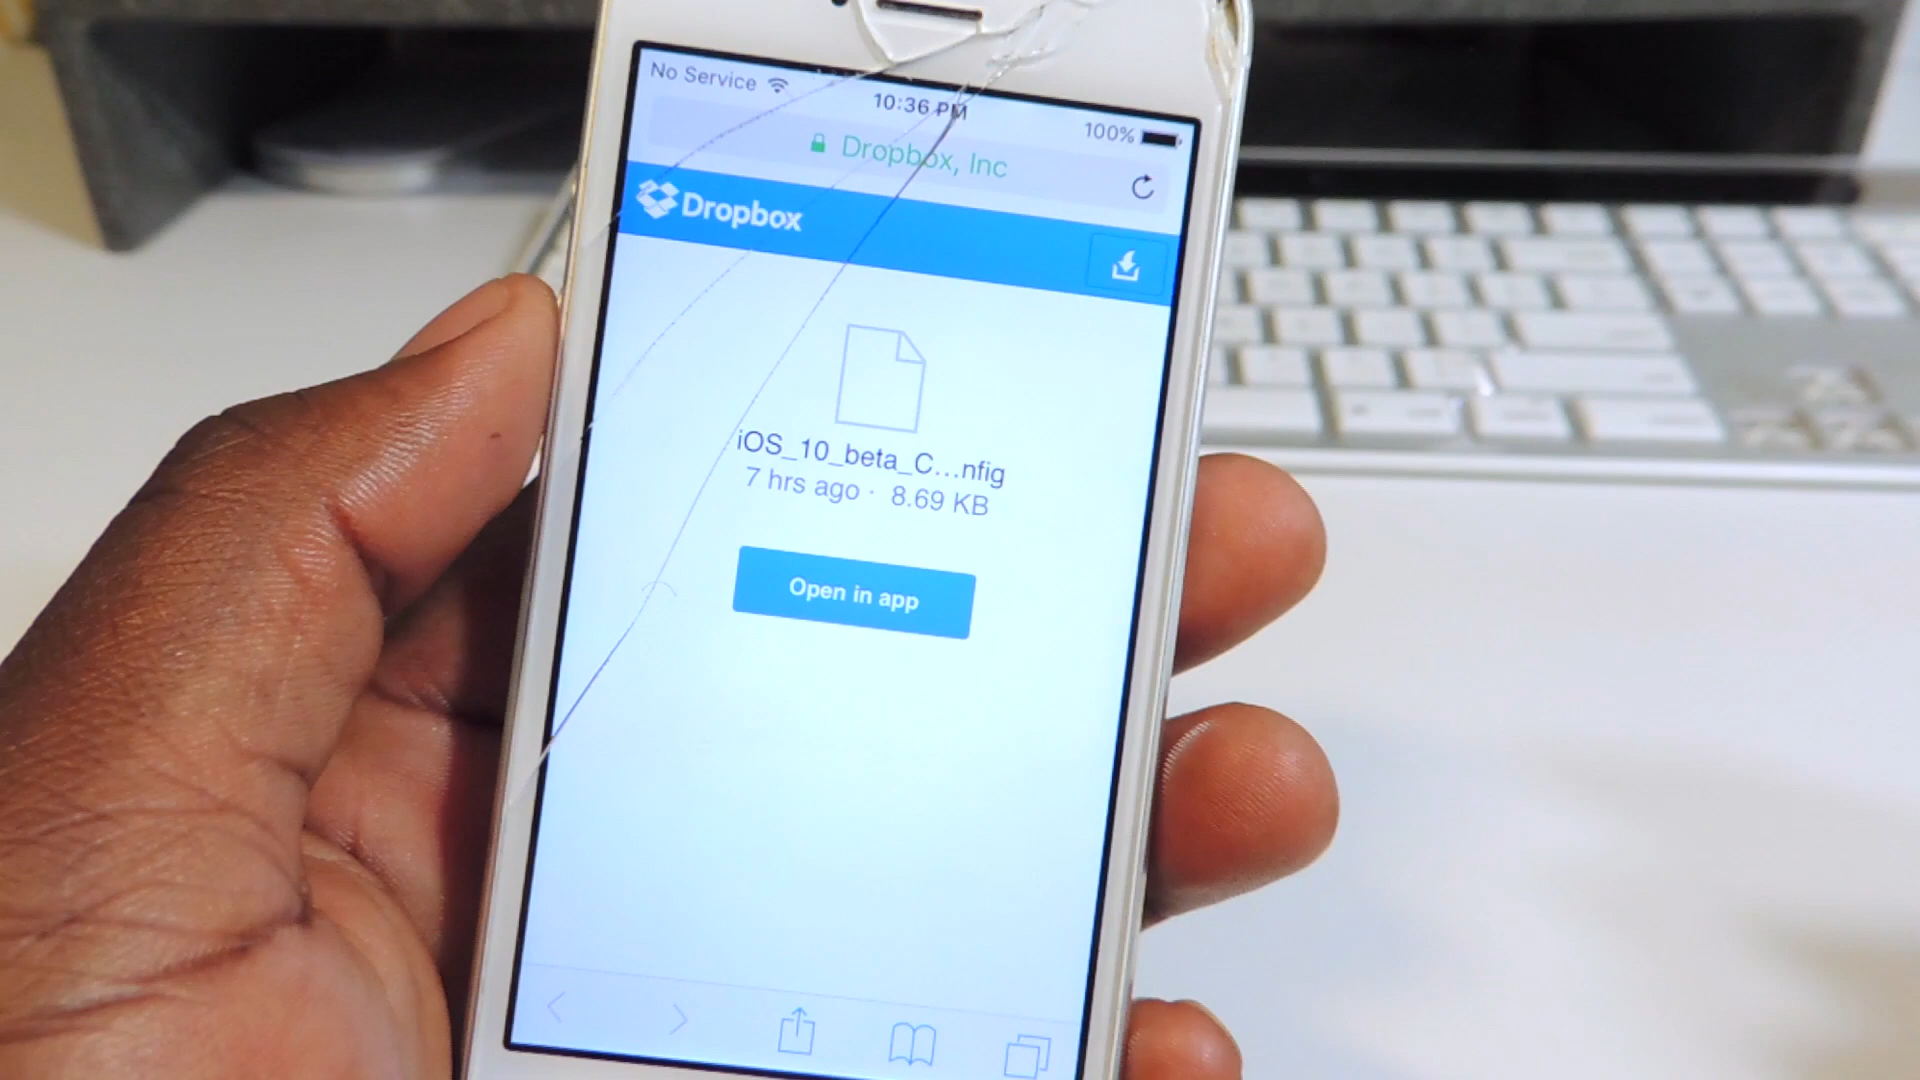 No Service
10:36 PM
100%
Dropbox, Inc
Dropbox
iOS_10_beta_C...nfig
7 hrs ago · 8.69 KB
Open in app